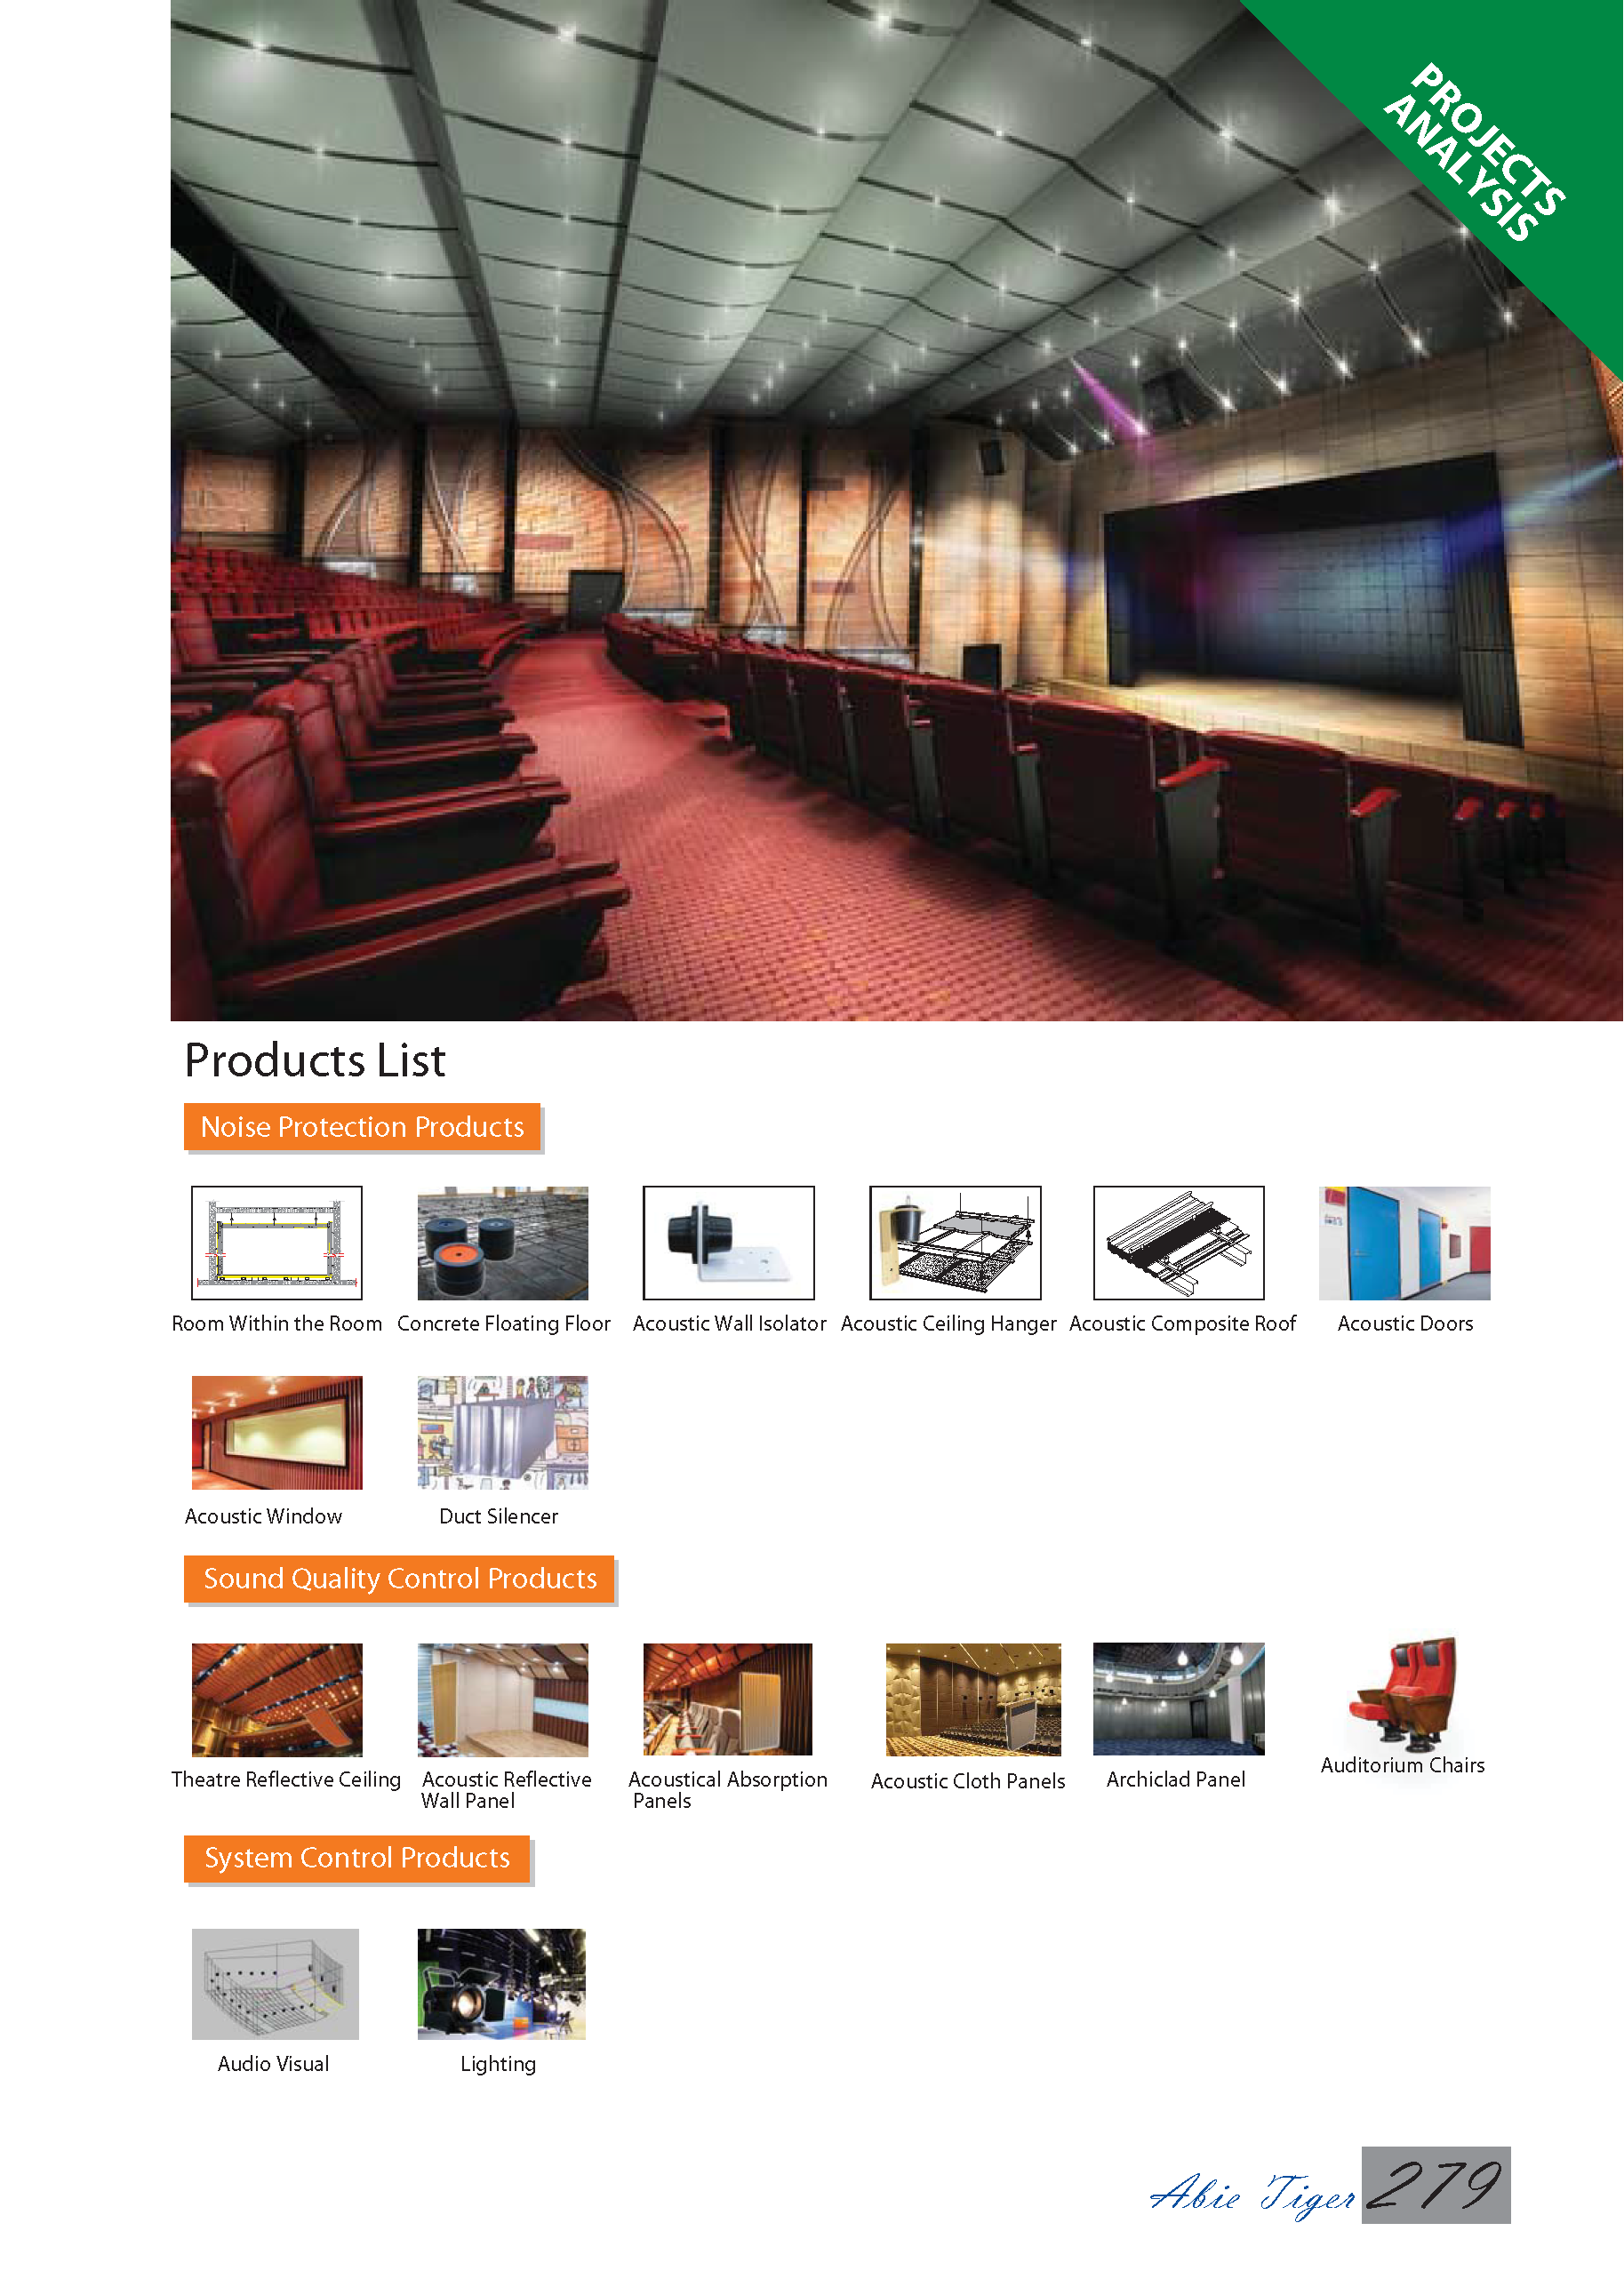 PROJECTS
ANALYSIS
Products List
Noise Protection Products
Room Within the Room
Concrete Floating Floor
Acoustic Wall Isolator
Acoustic Ceiling Hanger
Acoustic Composite Roof
Acoustic Doors
Acoustic Window
Duct Silencer
Sound Quality Control Products
Theatre Reflective Ceiling
Acoustic Reflective
Wall Panel
Acoustical Absorption
Panels
Acoustic Cloth Panels
Archiclad Panel
Auditorium Chairs
System Control Products
Audio Visual
Lighting
Abie Tiger 279